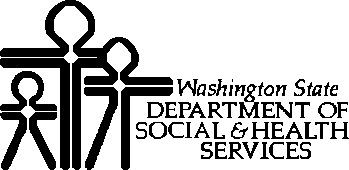 Washington State
DEPARTMENT OF
SOCIAL & HEALTH
SERVICES